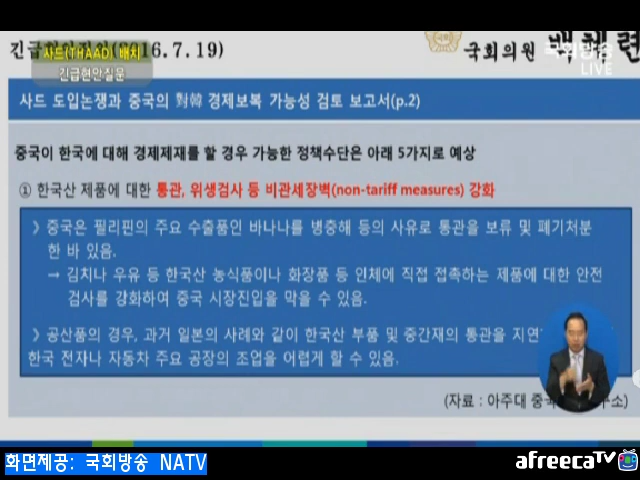 사드(THAAD) 배치
긴급현안질문
2016.7.19)
국회의원
국회방송
LIVE
사드 도입논쟁과 중국의 對韓 경제보복 가능성 검토 보고서(p.2)
중국이 한국에 대해 경제제재를 할 경우 가능한 정책수단은 아래 5가지로 예상
① 한국산 제품에 대한 통관, 위생검사 등 비관세장벽(non-tariff measures) 강화
》 중국은 필리핀의 주요 수출품인 바나나를 병충해 등의 사유로 통관을 보류 및 폐기처분
한 바 있음.
→ 김치나 우유 등 한국산 농식품이나 화장품 등 인체에 직접 접촉하는 제품에 대한 안전
검사를 강화하여 중국 시장진입을 막을 수 있음.
》 공산품의 경우, 과거 일본의 사례와 같이 한국산 부품 및 중간재의 통관을 지연
한국 전자나 자동차 주요 공장의 조업을 어렵게 할 수 있음.
(자료 : 아주대 중국
화면제공: 국회방송 NATV
afreecaTV